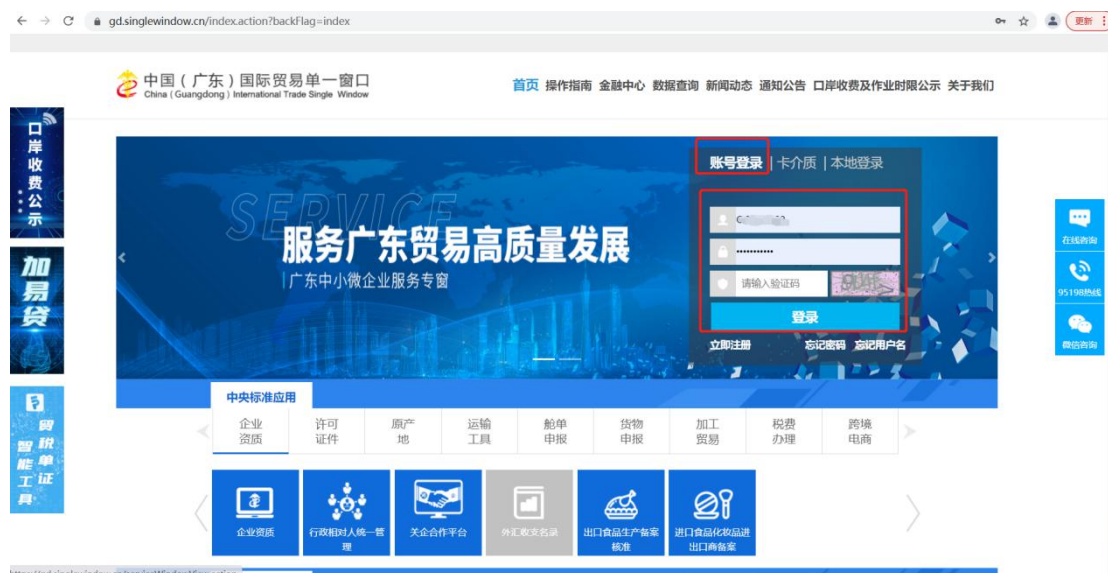 gd.singlewindow.cn/index.action?backFlag=index
更新
中国（广东）国际贸易单一窗口
China (Guangdong) International Trade Single Window
首页 操作指南 金融中心 数据查询 新闻动态 通知公告 口岸收费及作业时限公示 关于我们
口岸收费公示
加易贷
贸税单证
智能工具
SERVICE
服务广东贸易高质量发展
广东中小微企业服务专窗
账号登录 | 卡介质 | 本地登录
请输入验证码
登录
立即注册 忘记密码 忘记用户名
在线咨询
95198热线
微信咨询
中央标准应用
企业资质 许可证件 原产地 运输工具 舱单申报 货物申报 加工贸易 税费办理 跨境电商
企业资质
行政相对人统一管理
关企合作平台
外汇收支名录
出口食品生产备案核准
进口食品化妆品进出口商备案